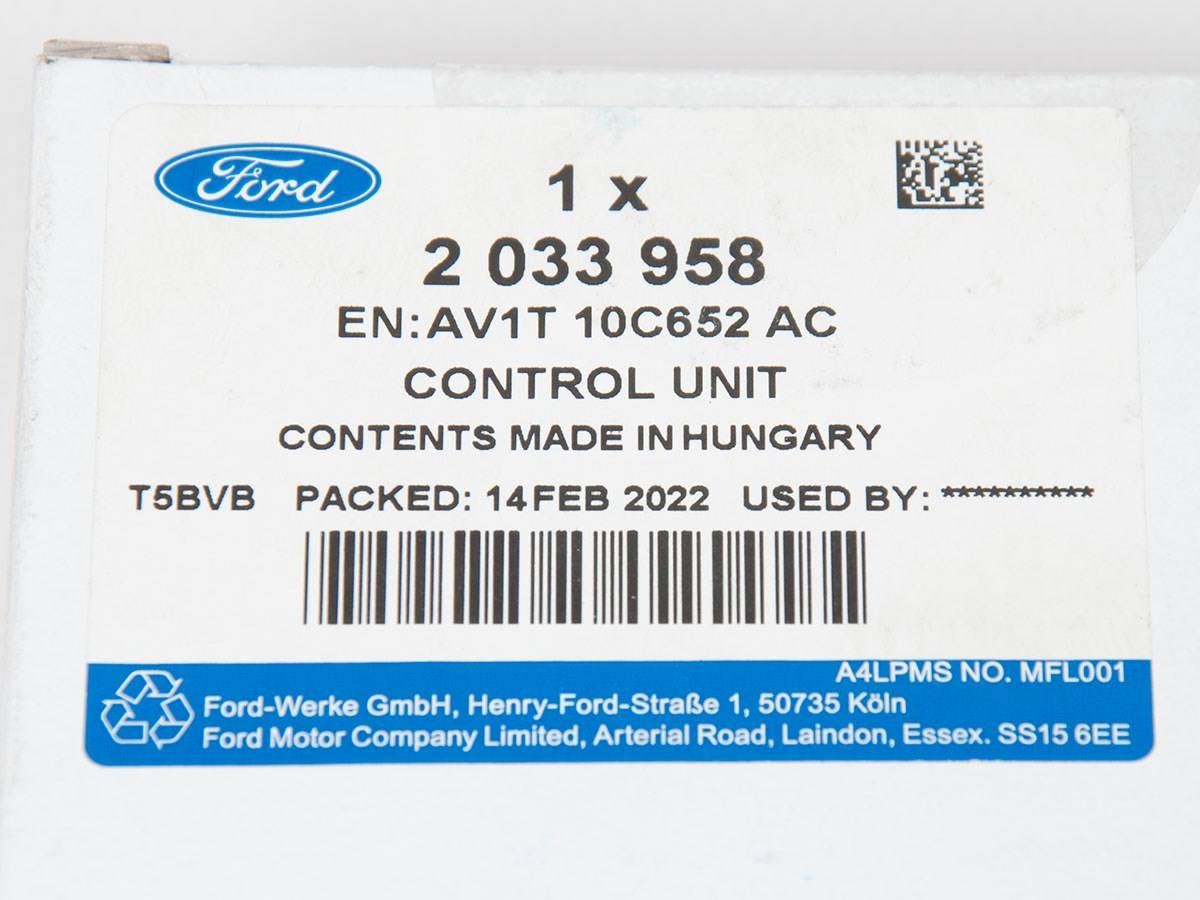 Ford
1 x
2 033 958
EN:AV1T 10C652 AC
CONTROL UNIT
CONTENTS MADE IN HUNGARY
T5BVB PACKED: 14 FEB 2022 USED BY: **********
A4LPMS NO. MFL001
Ford-Werke GmbH, Henry-Ford-Straße 1, 50735 Köln
Ford Motor Company Limited, Arterial Road, Laindon, Essex. SS15 6EE